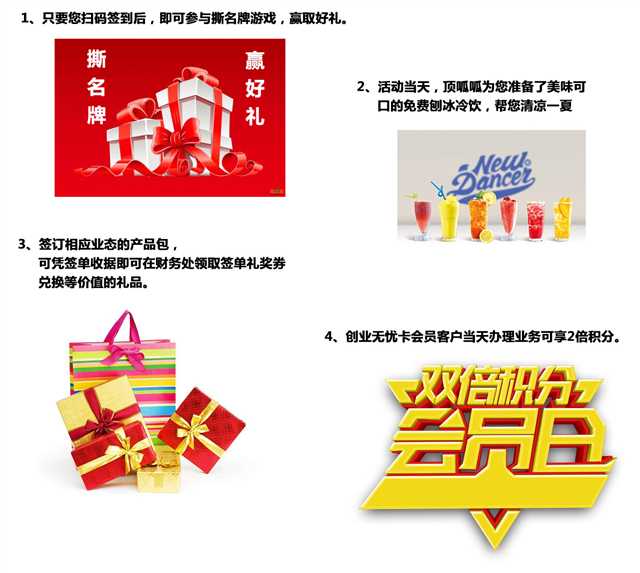 1、只要您扫码签到后，即可参与撕名牌游戏，赢取好礼。
撕名牌
赢好礼
2、活动当天，顶呱呱为您准备了美味可
口的免费刨冰冷饮，帮您清凉一夏
New
Dancer
3、签订相应业态的产品包，
可凭签单收据即可在财务处领取签单礼奖券
兑换等价值的礼品。
4、创业无忧卡会员客户当天办理业务可享2倍积分。
双倍积分
会员日